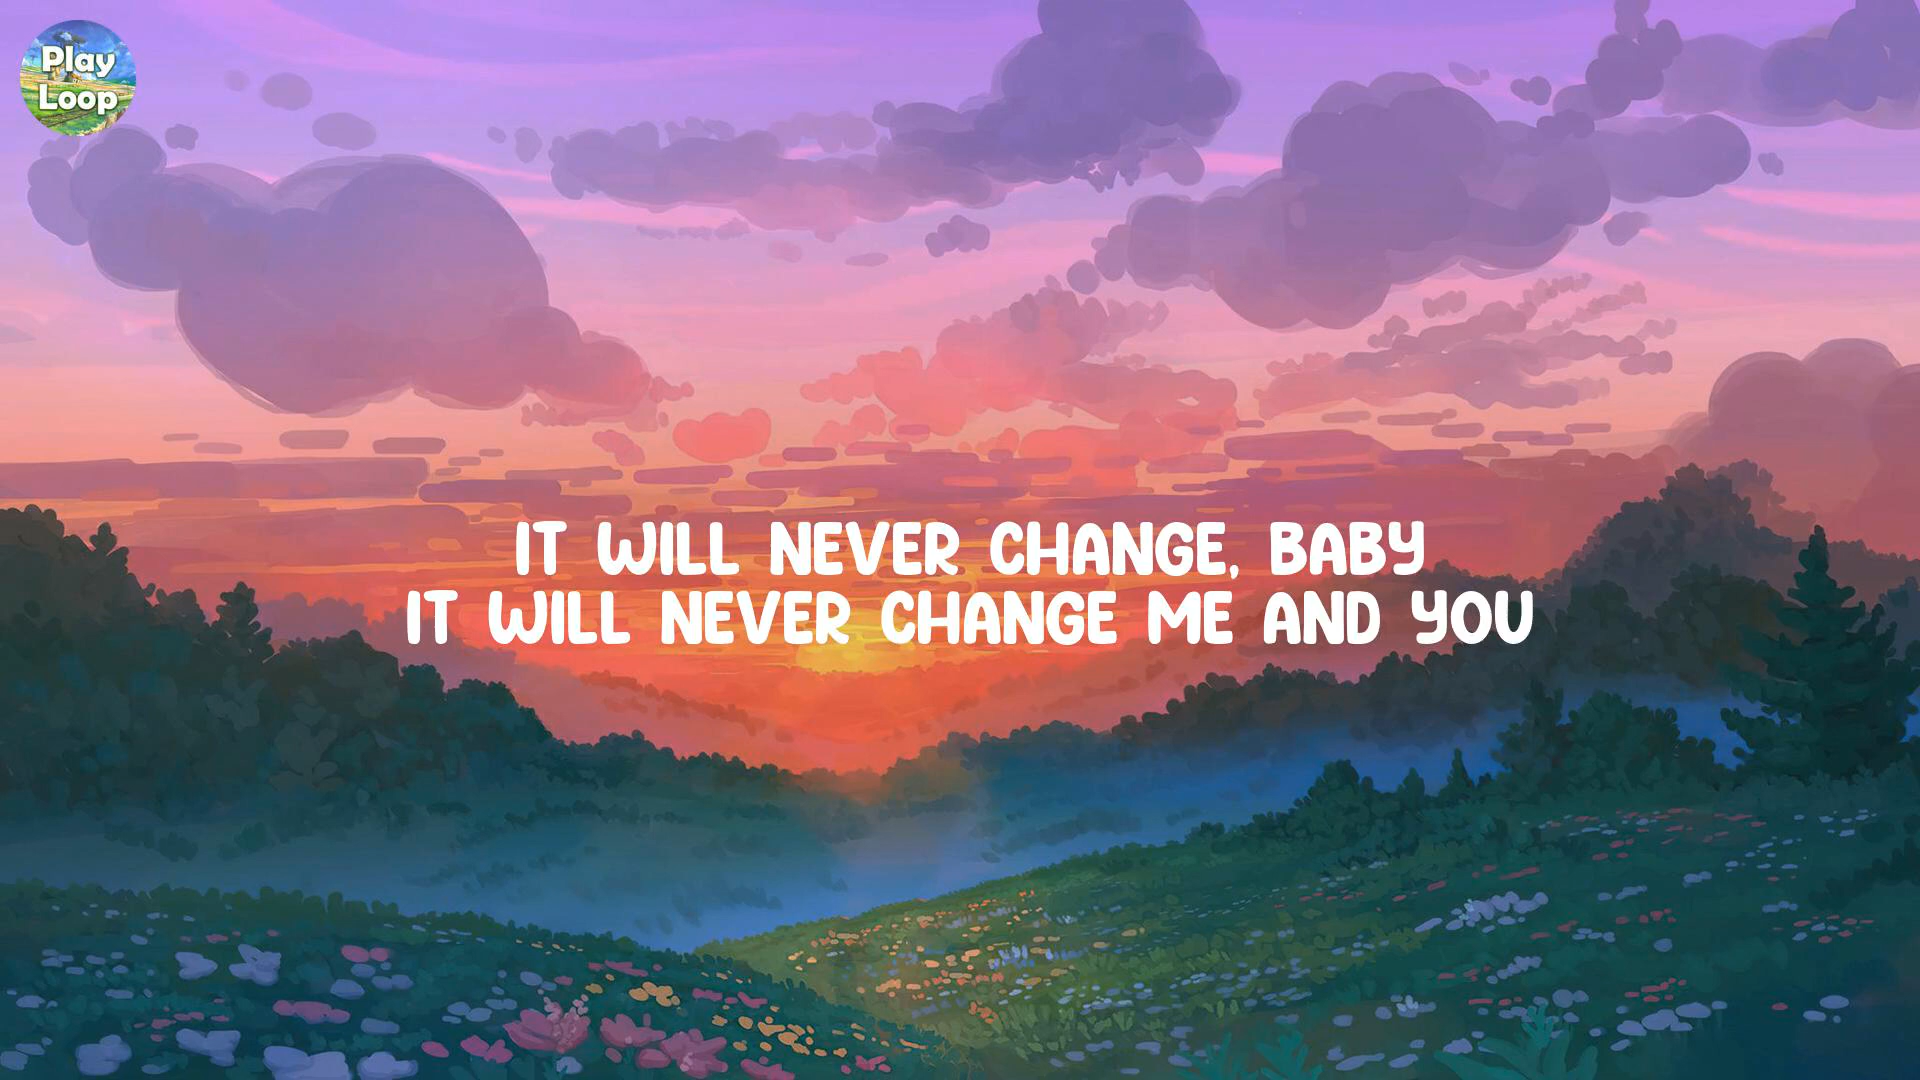 Play
Loop
IT WILL NEVER CHANGE, BABY
IT WILL NEVER CHANGE ME AND YOU